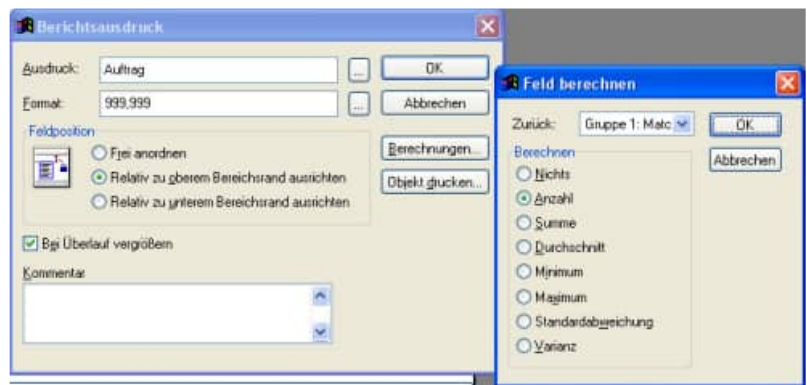 Berichtsausdruck
Ausdruck: Auftrag ... OK
Format: 999,999 ... Abbrechen
Feldposition
Frei anordnen
Relativ zu oberem Bereichsrand ausrichten
Relativ zu unterem Bereichsrand ausrichten
Berechnungen...
Objekt drucken...
Bei Überlauf vergrößern
Kommentar
Feld berechnen
Zurück: Gruppe 1: Matc OK
Berechnen Abbrechen
Nichts
Anzahl
Summe
Durchschnitt
Minimum
Maximum
Standardabweichung
Varianz